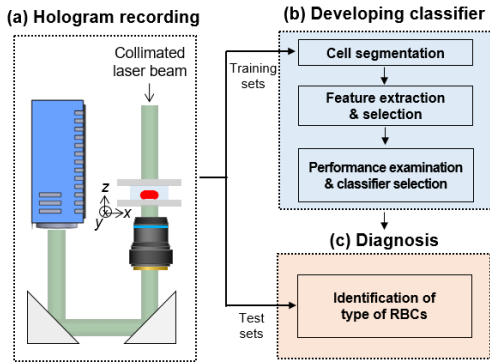 (a) Hologram recording
Collimated
laser beam
z
y
x
Training
sets
Test
sets
(b) Developing classifier
Cell segmentation
Feature extraction
& selection
Performance examination
& classifier selection
(c) Diagnosis
Identification of
type of RBCs